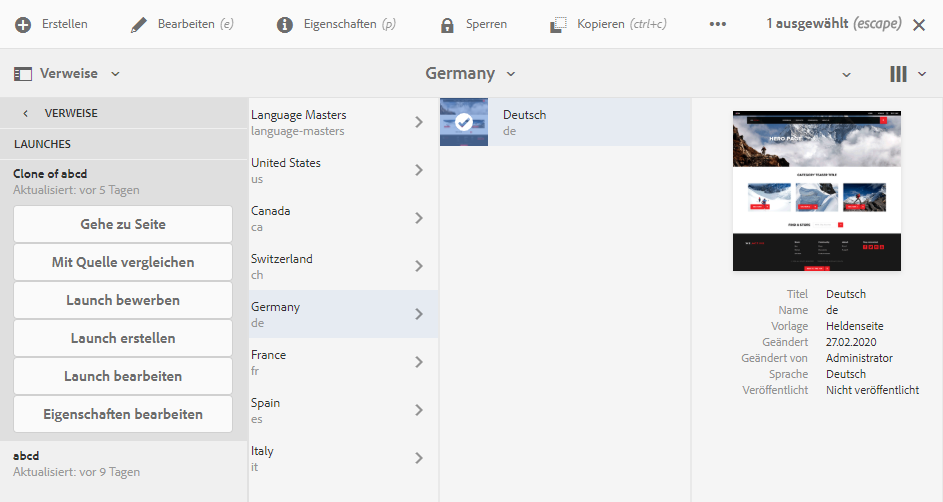 Erstellen
Bearbeiten (e)
Eigenschaften (p)
Sperren
Kopieren (ctrl+c)
1 ausgewählt (escape)
Verweise
Germany
VERWEISE
LAUNCHES
Clone of abcd
Aktualisiert: vor 5 Tagen
Gehe zu Seite
Mit Quelle vergleichen
Launch bewerben
Launch erstellen
Launch bearbeiten
Eigenschaften bearbeiten
abcd
Aktualisiert: vor 9 Tagen
Language Masters
language-masters
United States
us
Canada
ca
Switzerland
ch
Germany
de
France
fr
Spain
es
Italy
it
Deutsch
de
HERO PAGE
FIND A STORE
Titel Deutsch
Name de
Vorlage Heldenseite
Geändert 27.02.2020
Geändert von Administrator
Sprache Deutsch
Veröffentlicht Nicht veröffentlicht